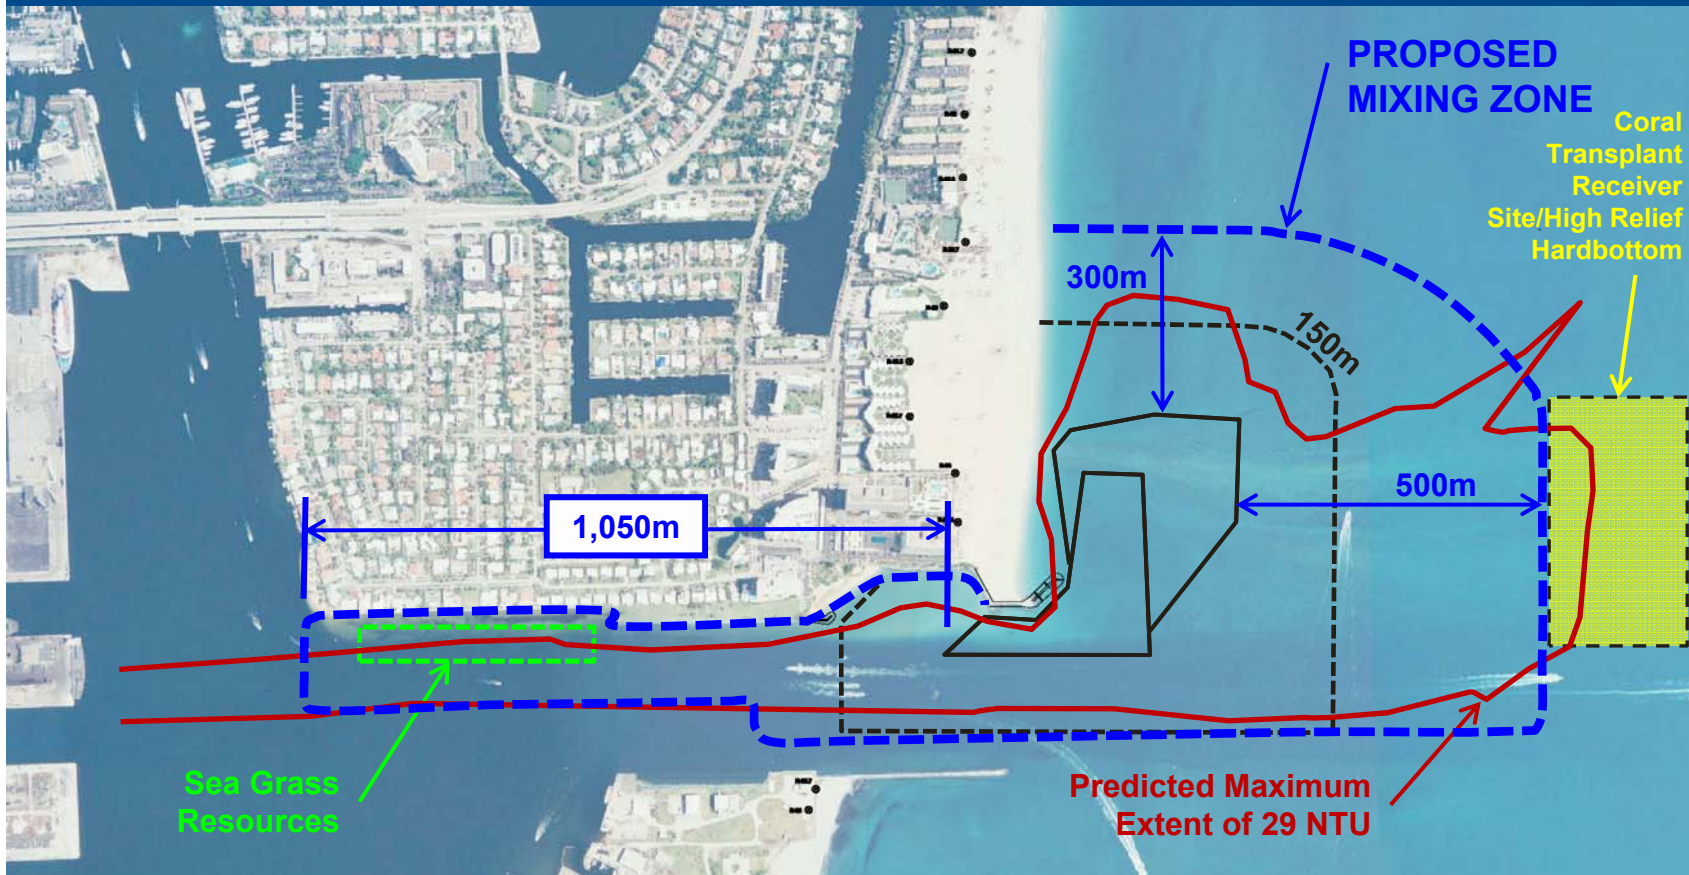 PROPOSED
MIXING ZONE
Coral
Transplant
Receiver
Site/High Relief
Hardbottom
300m
150m
500m
1,050m
Sea Grass
Resources
Predicted Maximum
Extent of 29 NTU